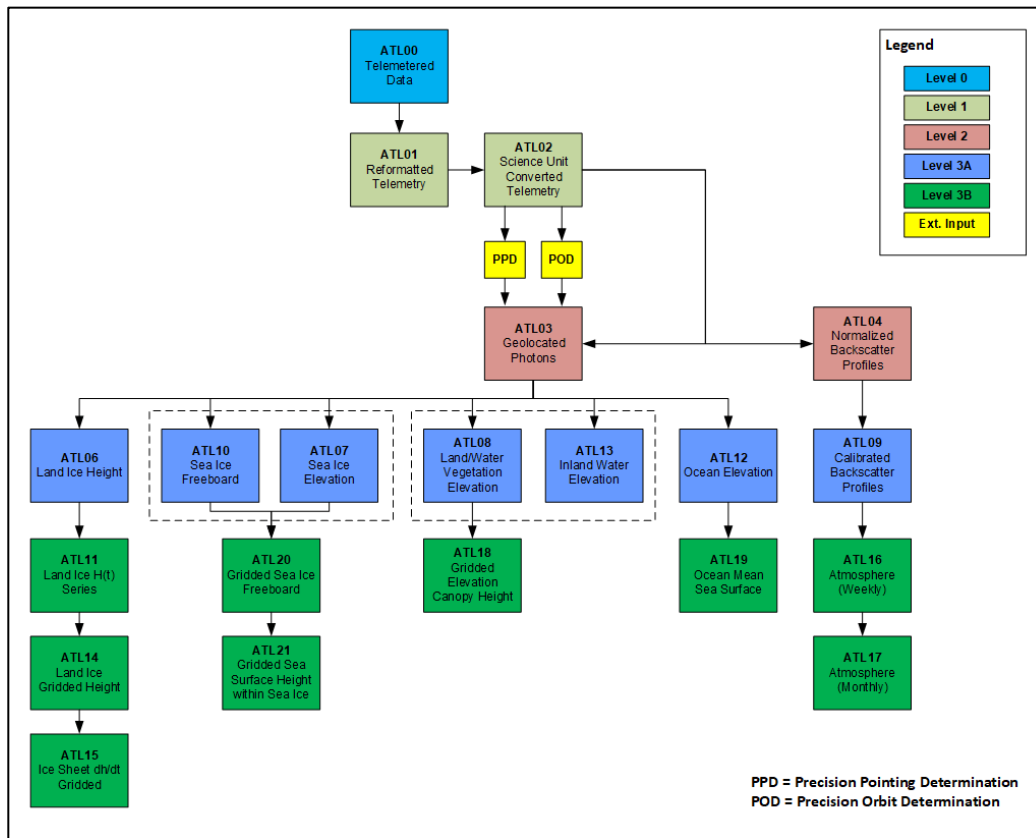 ATL00
Telemetered
Data
Legend
Level 0
Level 1
Level 2
Level 3A
Level 3B
Ext. Input
ATL01
Reformatted
Telemetry
ATL02
Science Unit
Converted
Telemetry
PPD
POD
ATL03
Geolocated
Photons
ATL04
Normalized
Backscatter
Profiles
ATL06
Land Ice Height
ATL10
Sea Ice
Freeboard
ATL07
Sea Ice
Elevation
ATL08
Land/Water
Vegetation
Elevation
ATL13
Inland Water
Elevation
ATL12
Ocean Elevation
ATL09
Calibrated
Backscatter
Profiles
ATL11
Land Ice H(t)
Series
ATL20
Gridded Sea Ice
Freeboard
ATL18
Gridded
Elevation
Canopy Height
ATL19
Ocean Mean
Sea Surface
ATL16
Atmosphere
(Weekly)
ATL14
Land Ice
Gridded Height
ATL21
Gridded Sea
Surface Height
within Sea Ice
ATL17
Atmosphere
(Monthly)
ATL15
Ice Sheet dh/dt
Gridded
PPD = Precision Pointing Determination
POD = Precision Orbit Determination